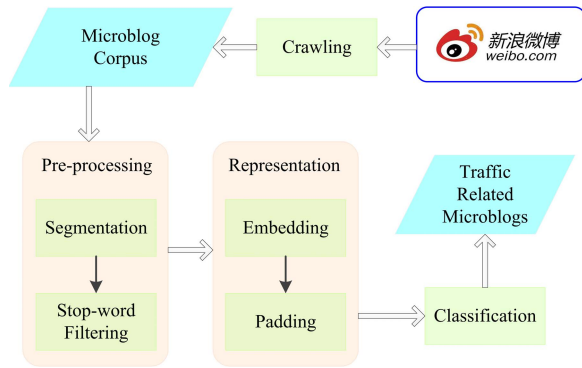 Microblog
Corpus
Crawling
新浪微博
weibo.com
Pre-processing
Segmentation
Stop-word
Filtering
Representation
Embedding
Padding
Traffic
Related
Microblogs
Classification